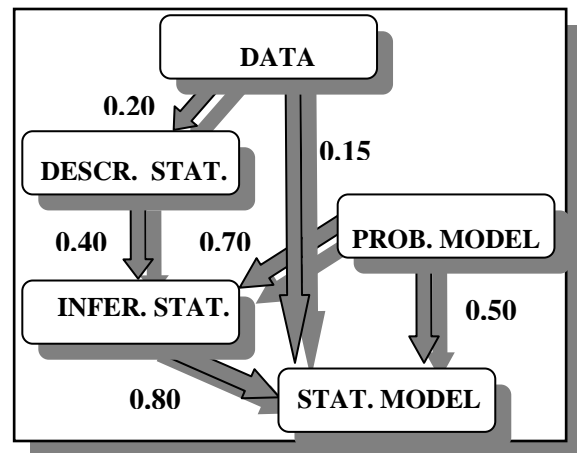 DATA
0.20
0.15
DESCR. STAT.
0.40
0.70
PROB. MODEL
INFER. STAT.
0.50
0.80
STAT. MODEL